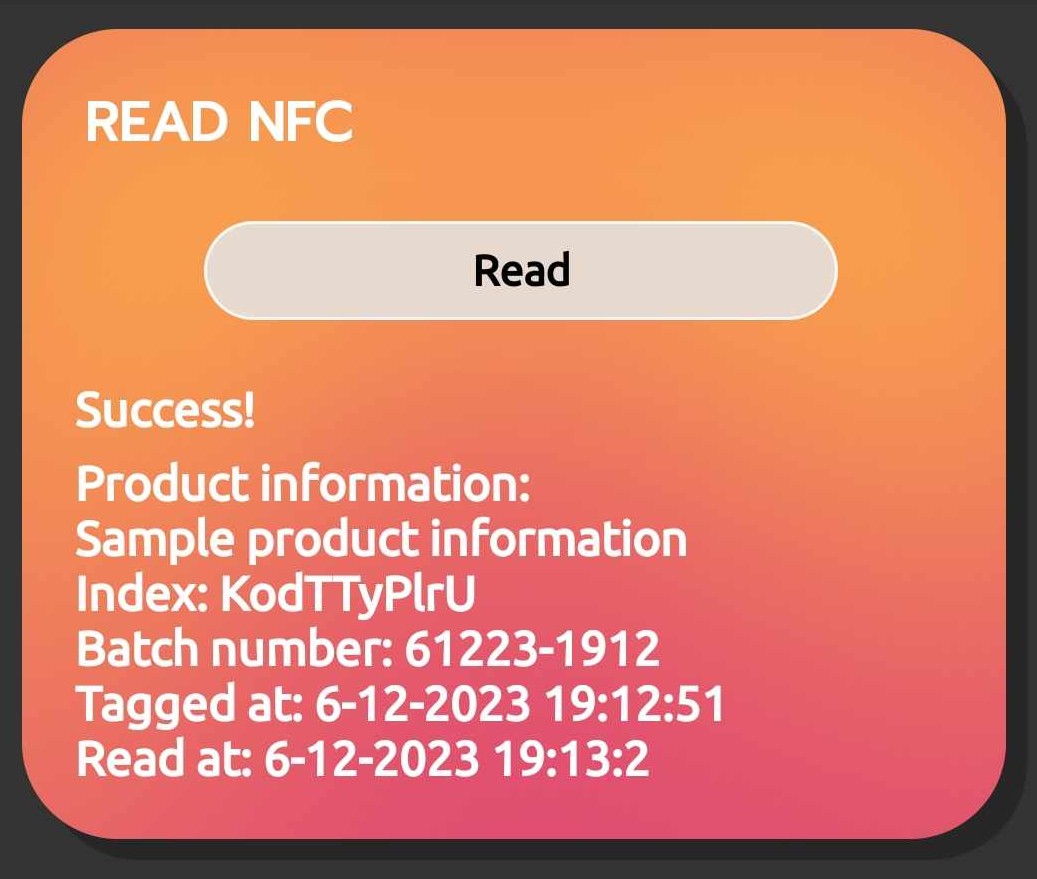 READ NFC
Read
Success!
Product information:
Sample product information
Index: KodTTyPlrU
Batch number: 61223-1912
Tagged at: 6-12-2023 19:12:51
Read at: 6-12-2023 19:13:2